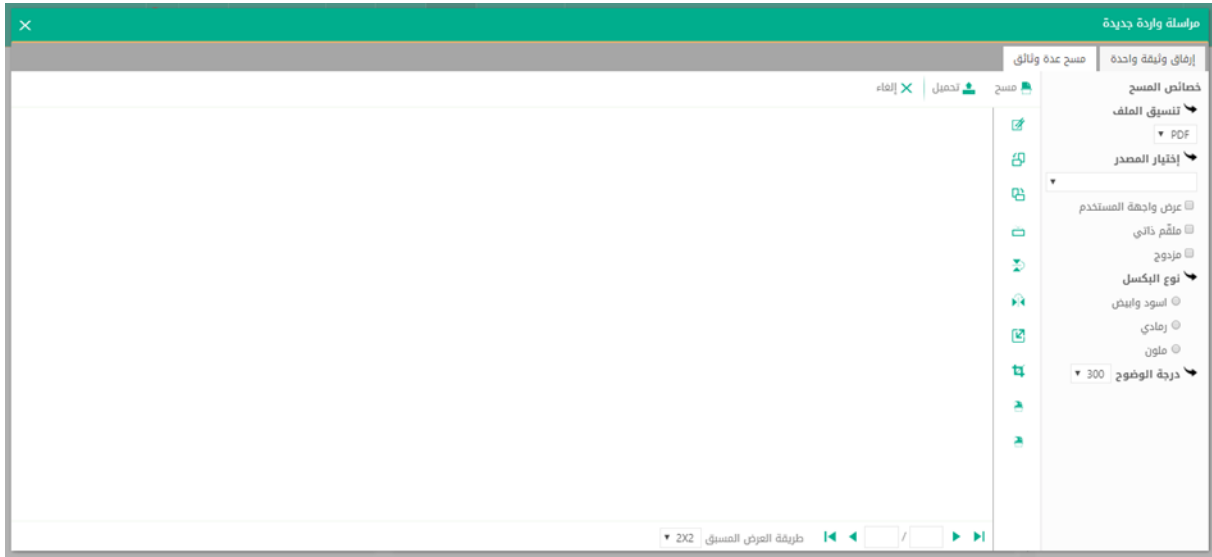 مراسلة واردة جديدة
إرفاق وثيقة واحدة
مسح عدة وثائق
خصائص المسح
تنسيق الملف
PDF
إختيار المصدر
عرض واجهة المستخدم
ملقّم ذاتي
مزدوج
نوع البكسل
اسود وابيض
رمادي
ملون
درجة الوضوح 300
مسح تحميل إلغاء
/ طريقة العرض المسبق 2X2